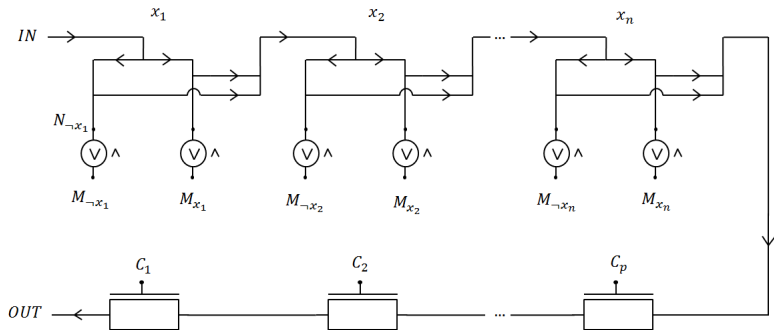 x₁ x₂ xₙ
IN ...
N¬x₁
V ʌ V ʌ V ʌ V ʌ V ʌ V ʌ
M¬x₁ Mx₁ M¬x₂ Mx₂ M¬xₙ Mxₙ
C₁ C₂ Cₚ
OUT ...